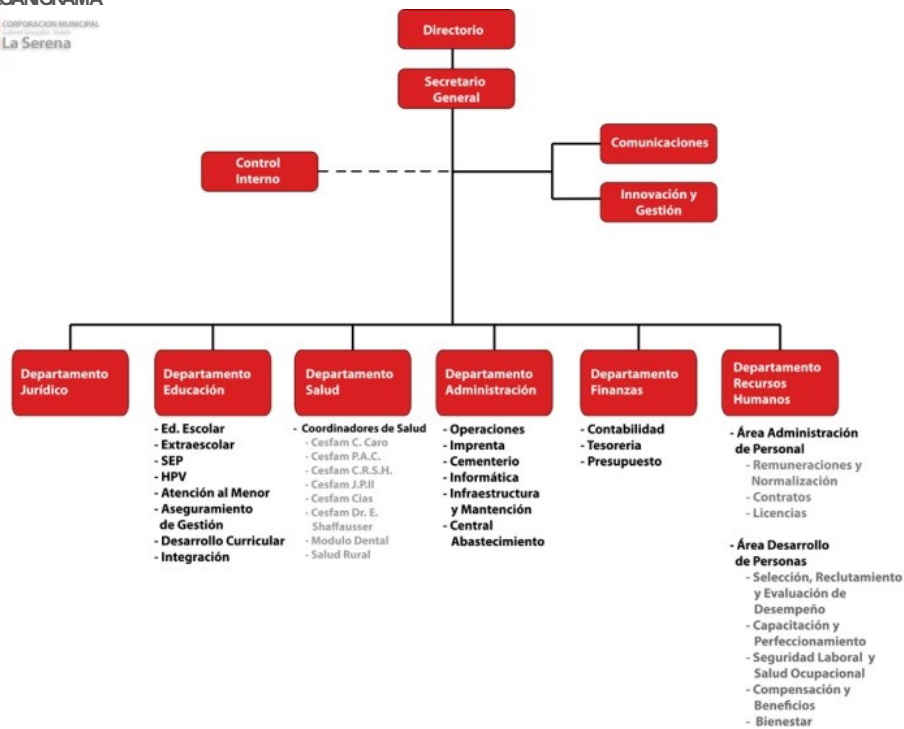 CORPORACION MUNICIPAL
Gabriel González Videla
La Serena
Directorio
Secretario
General
Comunicaciones
Control
Interno
Innovación y
Gestión
Departamento
Jurídico
Departamento
Educación
- Ed. Escolar
- Extraescolar
- SEP
- HPV
- Atención al Menor
- Aseguramiento
de Gestión
- Desarrollo Curricular
- Integración
Departamento
Salud
- Coordinadores de Salud
- Cesfam C. Caro
- Cesfam P.A.C.
- Cesfam C.R.S.H.
- Cesfam J.P.II
- Cesfam Cias
- Cesfam Dr. E.
Shaffausser
- Modulo Dental
- Salud Rural
Departamento
Administración
- Operaciones
- Imprenta
- Cementerio
- Informática
- Infraestructura
y Mantención
- Central
Abastecimiento
Departamento
Finanzas
- Contabilidad
- Tesoreria
- Presupuesto
Departamento
Recursos
Humanos
- Área Administración
de Personal
- Remuneraciones y
Normalización
- Contratos
- Licencias
- Área Desarrollo
de Personas
- Selección, Reclutamiento
y Evaluación de
Desempeño
- Capacitación y
Perfeccionamiento
- Seguridad Laboral y
Salud Ocupacional
- Compensación y
Beneficios
- Bienestar